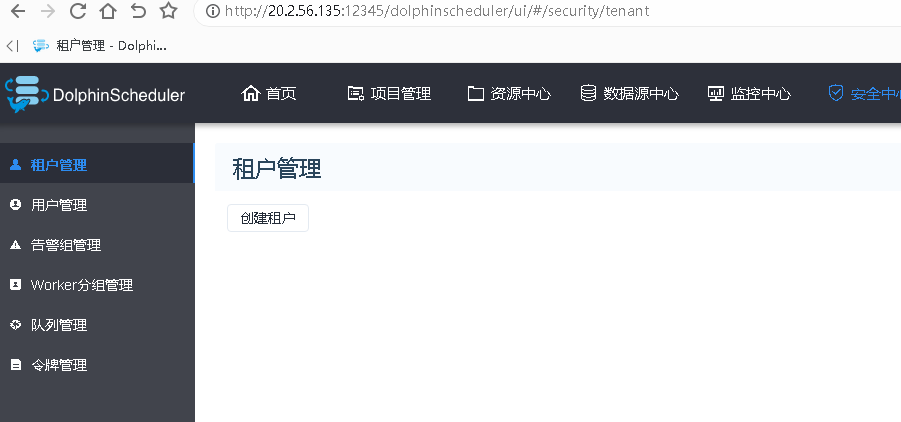 http://20.2.56.135:12345/dolphinscheduler/ui/#/security/tenant
租户管理 - Dolphi...
DolphinScheduler 首页 项目管理 资源中心 数据源中心 监控中心 安全中心
租户管理
用户管理
告警组管理
Worker分组管理
队列管理
令牌管理
租户管理
创建租户